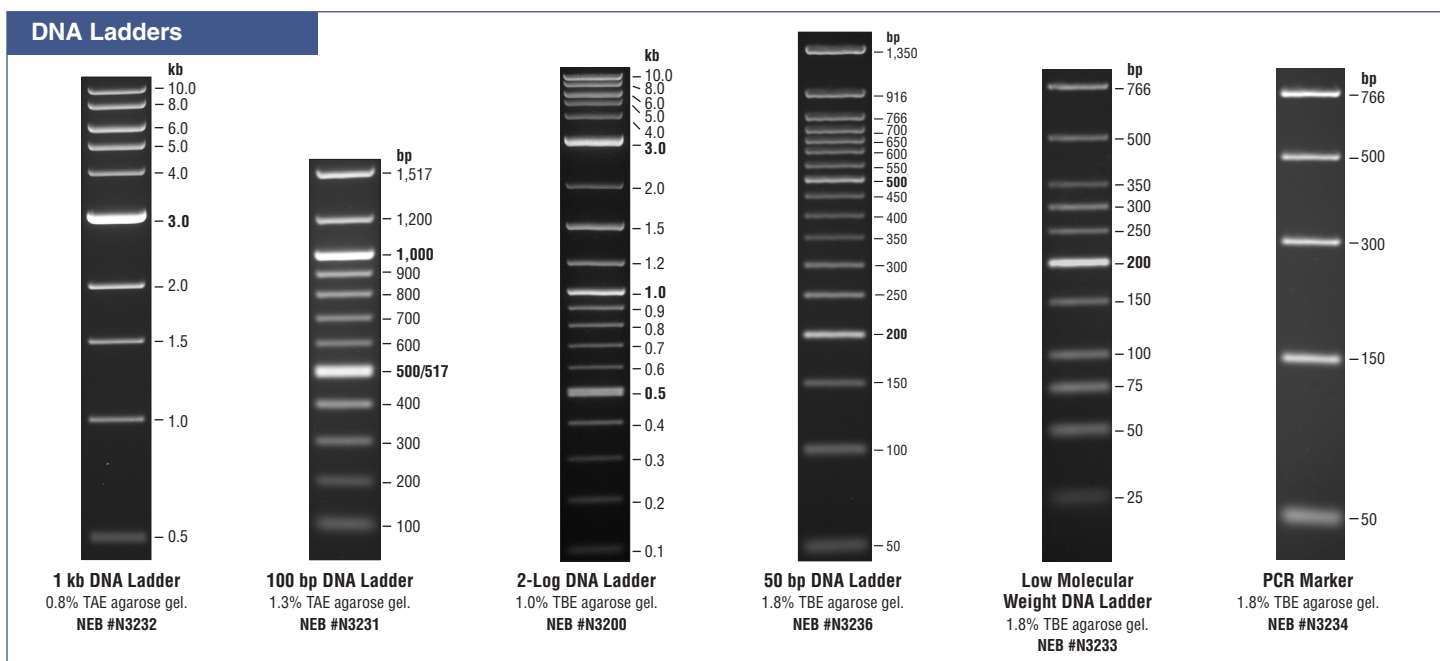 DNA Ladders
kb
10.0
8.0
6.0
5.0
4.0
3.0
2.0
1.5
1.0
0.5
1 kb DNA Ladder
0.8% TAE agarose gel.
NEB #N3232
bp
1,517
1,200
1,000
900
800
700
600
500/517
400
300
200
100
100 bp DNA Ladder
1.3% TAE agarose gel.
NEB #N3231
kb
10.0
8.0
6.0
5.0
4.0
3.0
2.0
1.5
1.2
1.0
0.9
0.8
0.7
0.6
0.5
0.4
0.3
0.2
0.1
2-Log DNA Ladder
1.0% TBE agarose gel.
NEB #N3200
bp
1,350
916
766
700
650
600
550
500
450
400
350
300
250
200
150
100
50
50 bp DNA Ladder
1.8% TBE agarose gel.
NEB #N3236
bp
766
500
350
300
250
200
150
100
75
50
25
Low Molecular
Weight DNA Ladder
1.8% TBE agarose gel.
NEB #N3233
bp
766
500
300
150
50
PCR Marker
1.8% TBE agarose gel.
NEB #N3234